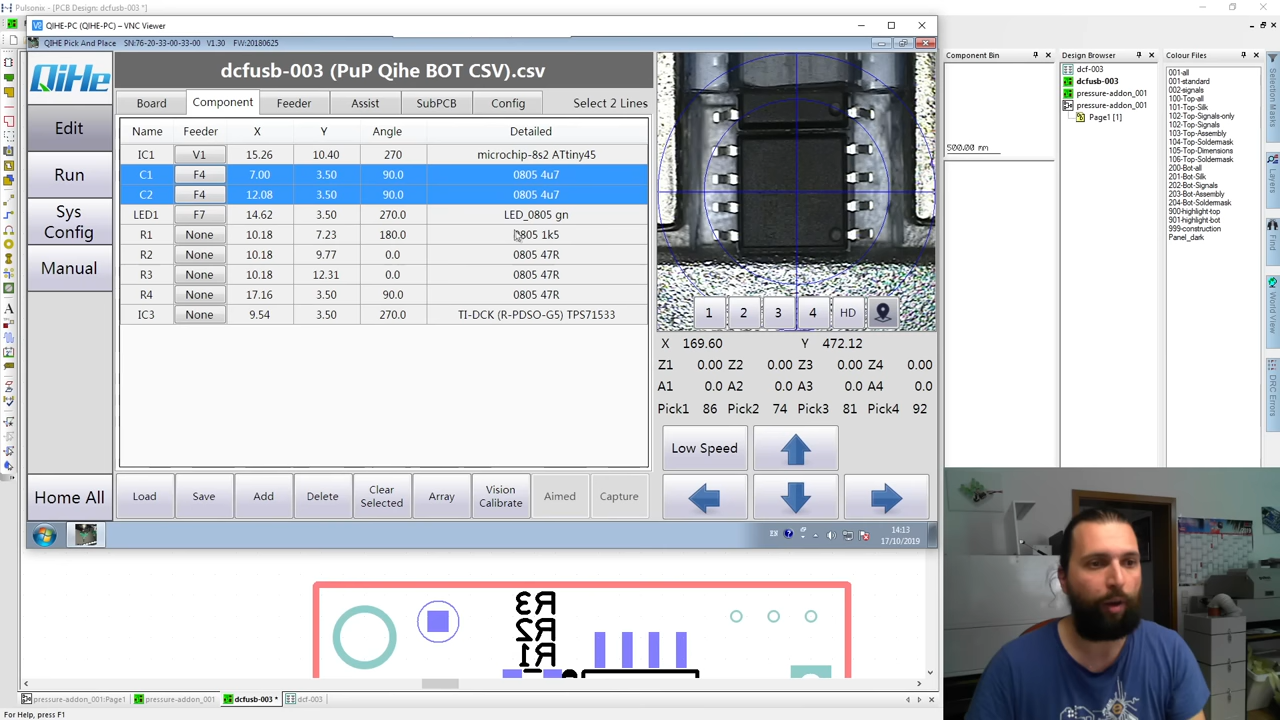 Pulsonix - [PCB Design: dcfusb-003 *]
QIHE-PC (QIHE-PC) – VNC Viewer
QIHE Pick And Place SN:76-20-33-00-33-00 V1.30 FW:20180625
QiHe
dcfusb-003 (PuP Qihe BOT CSV).csv
Board Component Feeder Assist SubPCB Config Select 2 Lines
Name Feeder X Y Angle Detailed
IC1 V1 15.26 10.40 270 microchip-8s2 ATtiny45
C1 F4 7.00 3.50 90.0 0805 4u7
C2 F4 12.08 3.50 90.0 0805 4u7
LED1 F7 14.62 3.50 270.0 LED_0805 gn
R1 None 10.18 7.23 180.0 0805 1k5
R2 None 10.18 9.77 0.0 0805 47R
R3 None 10.18 12.31 0.0 0805 47R
R4 None 17.16 3.50 90.0 0805 47R
IC3 None 9.54 3.50 270.0 TI-DCK (R-PDSO-G5) TPS71533
Edit
Run
Sys
Config
Manual
Home All
Load Save Add Delete Clear
Selected Array Vision
Calibrate Aimed Capture
1 2 3 4 HD
X 169.60 Y 472.12
Z1 0.00 Z2 0.00 Z3 0.00 Z4 0.00
A1 0.0 A2 0.0 A3 0.0 A4 0.0
Pick1 86 Pick2 74 Pick3 81 Pick4 92
Low Speed
ES
14:13
17/10/2019
Component Bin
500.00 mm
Design Browser
dcf-003
dcfusb-003
pressure-addon_001
pressure-addon_001
Page1 [1]
Colour Files
001-all
001-standard
002-signals
100-Top-all
101-Top-Silk
102-Top-Signals-only
102-Top-Signals
103-Top-Assembly
104-Top-Soldermask
105-Top-Dimensions
106-Top-Soldermask
200-Bot-all
201-Bot-Silk
202-Bot-Signals
203-Bot-Assembly
204-Bot-Soldermask
900-highlight-top
901-highlight-bot
999-construction
Panel_dark
Selection Masks
Layers
Find
World View
DRC Errors
R3
R2
R1
pressure-addon_001:Page1 pressure-addon_001 dcfusb-003 * dcf-003
For Help, press F1